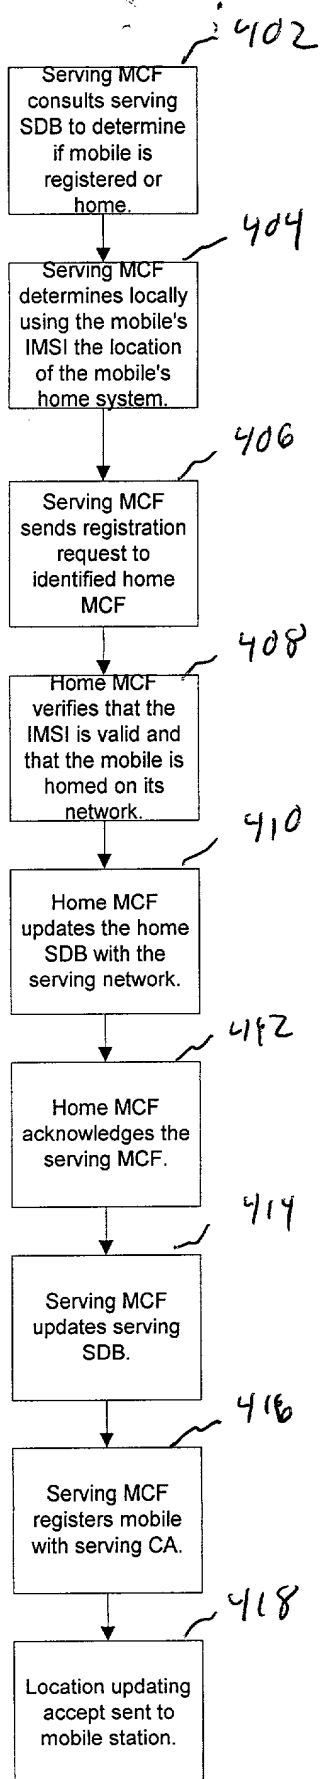 402
Serving MCF
consults serving
SDB to determine
if mobile is
registered or
home.
404
Serving MCF
determines locally
using the mobile's
IMSI the location
of the mobile's
home system.
406
Serving MCF
sends registration
request to
identified home
MCF
408
Home MCF
verifies that the
IMSI is valid and
that the mobile is
homed on its
network.
410
Home MCF
updates the home
SDB with the
serving network.
412
Home MCF
acknowledges the
serving MCF.
414
Serving MCF
updates serving
SDB.
416
Serving MCF
registers mobile
with serving CA.
418
Location updating
accept sent to
mobile station.